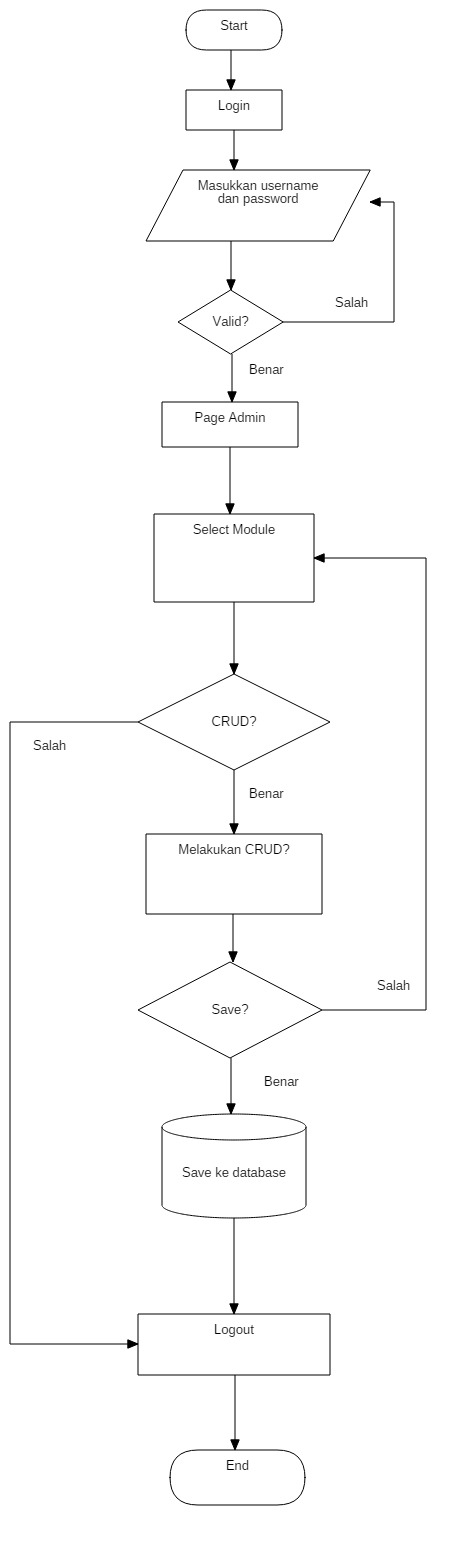 Start
Login
Masukkan username
dan password
Salah
Valid?
Benar
Page Admin
Select Module
CRUD?
Salah
Benar
Melakukan CRUD?
Salah
Save?
Benar
Save ke database
Logout
End